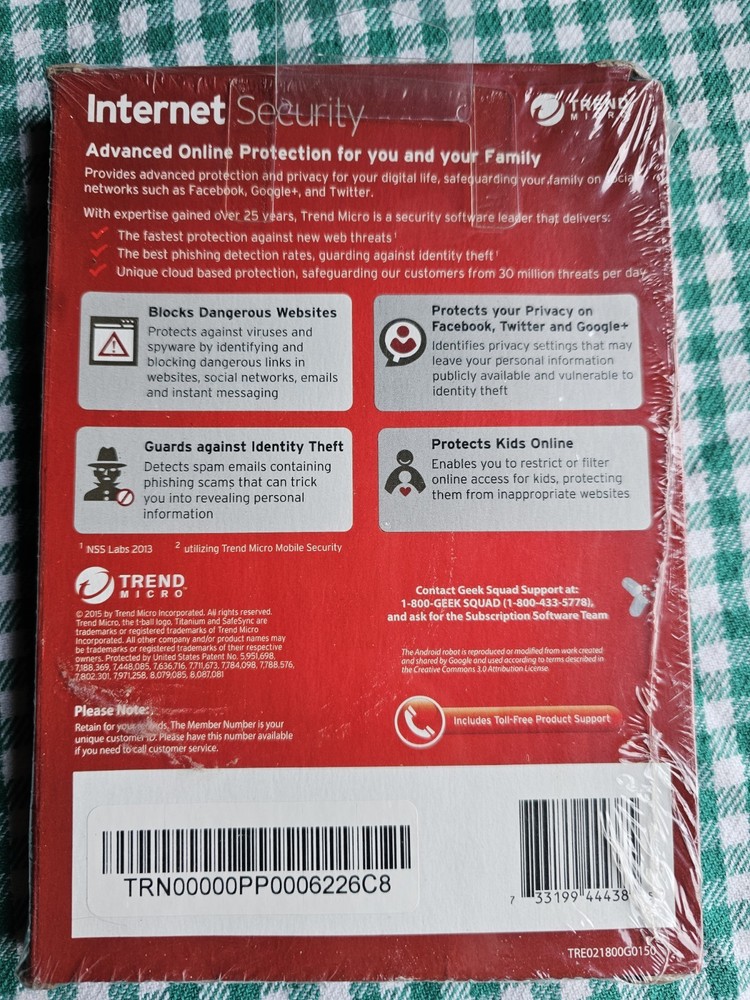 Internet Security
TREND
MICRO
Advanced Online Protection for you and your Family
Provides advanced protection and privacy for your digital life, safeguarding your family on social
networks such as Facebook, Google+, and Twitter.
With expertise gained over 25 years, Trend Micro is a security software leader that delivers:
The fastest protection against new web threats¹
The best phishing detection rates, guarding against identity theft¹
Unique cloud based protection, safeguarding our customers from 30 million threats per day
Blocks Dangerous Websites
Protects against viruses and
spyware by identifying and
blocking dangerous links in
websites, social networks, emails
and instant messaging
Protects your Privacy on
Facebook, Twitter and Google+
Identifies privacy settings that may
leave your personal information
publicly available and vulnerable to
identity theft
Guards against Identity Theft
Detects spam emails containing
phishing scams that can trick
you into revealing personal
information
Protects Kids Online
Enables you to restrict or filter
online access for kids, protecting
them from inappropriate websites
¹ NSS Labs 2013 ² utilizing Trend Micro Mobile Security
TREND
MICRO™
© 2015 by Trend Micro Incorporated. All rights reserved.
Trend Micro, the t-ball logo, Titanium and SafeSync are
trademarks or registered trademarks of Trend Micro
Incorporated. All other company and/or product names may
be trademarks or registered trademarks of their respective
owners. Protected by United States Patent No. 5,951,698,
7,188,369, 7,448,085, 7,636,716, 7,711,673, 7,784,098, 7,788,576,
7,802,301, 7,971,258, 8,079,085, 8,087,081
Contact Geek Squad Support at:
1-800-GEEK SQUAD (1-800-433-5778),
and ask for the Subscription Software Team
The Android robot is reproduced or modified from work created
and shared by Google and used according to terms described in
the Creative Commons 3.0 Attribution License.
Please Note:
Retain for your records. The Member Number is your
unique customer ID. Please have this number available
if you need to call customer service.
Includes Toll-Free Product Support
TRN00000PP0006226C8
7 33199 44438 5
TRE021800G0150